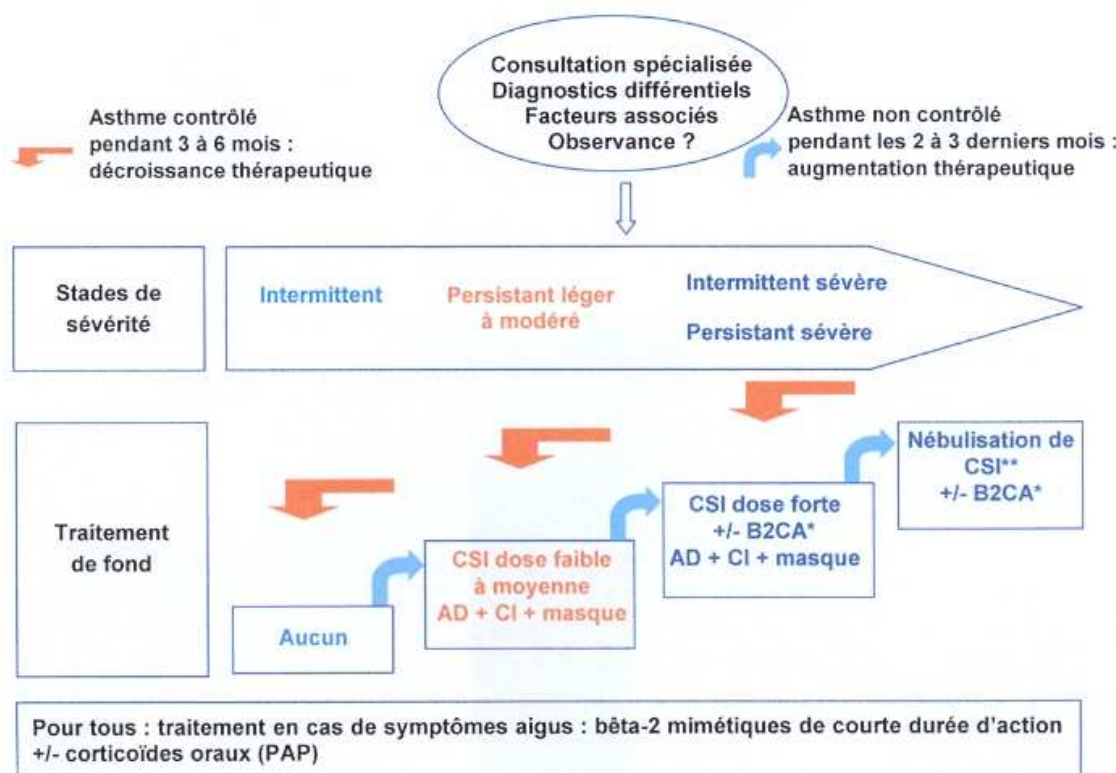 Consultation spécialisée
Diagnostics différentiels
Facteurs associés
Observance ?
Asthme contrôlé
pendant 3 à 6 mois :
décroissance thérapeutique
Asthme non contrôlé
pendant les 2 à 3 derniers mois :
augmentation thérapeutique
Stades de
sévérité
Intermittent
Persistant léger
à modéré
Intermittent sévère
Persistant sévère
Traitement
de fond
Aucun
CSI dose faible
à moyenne
AD + CI + masque
CSI dose forte
+/- B2CA*
AD + CI + masque
Nébulisation de
CSI**
+/- B2CA*
Pour tous : traitement en cas de symptômes aigus : bêta-2 mimétiques de courte durée d'action
+/- corticoïdes oraux (PAP)